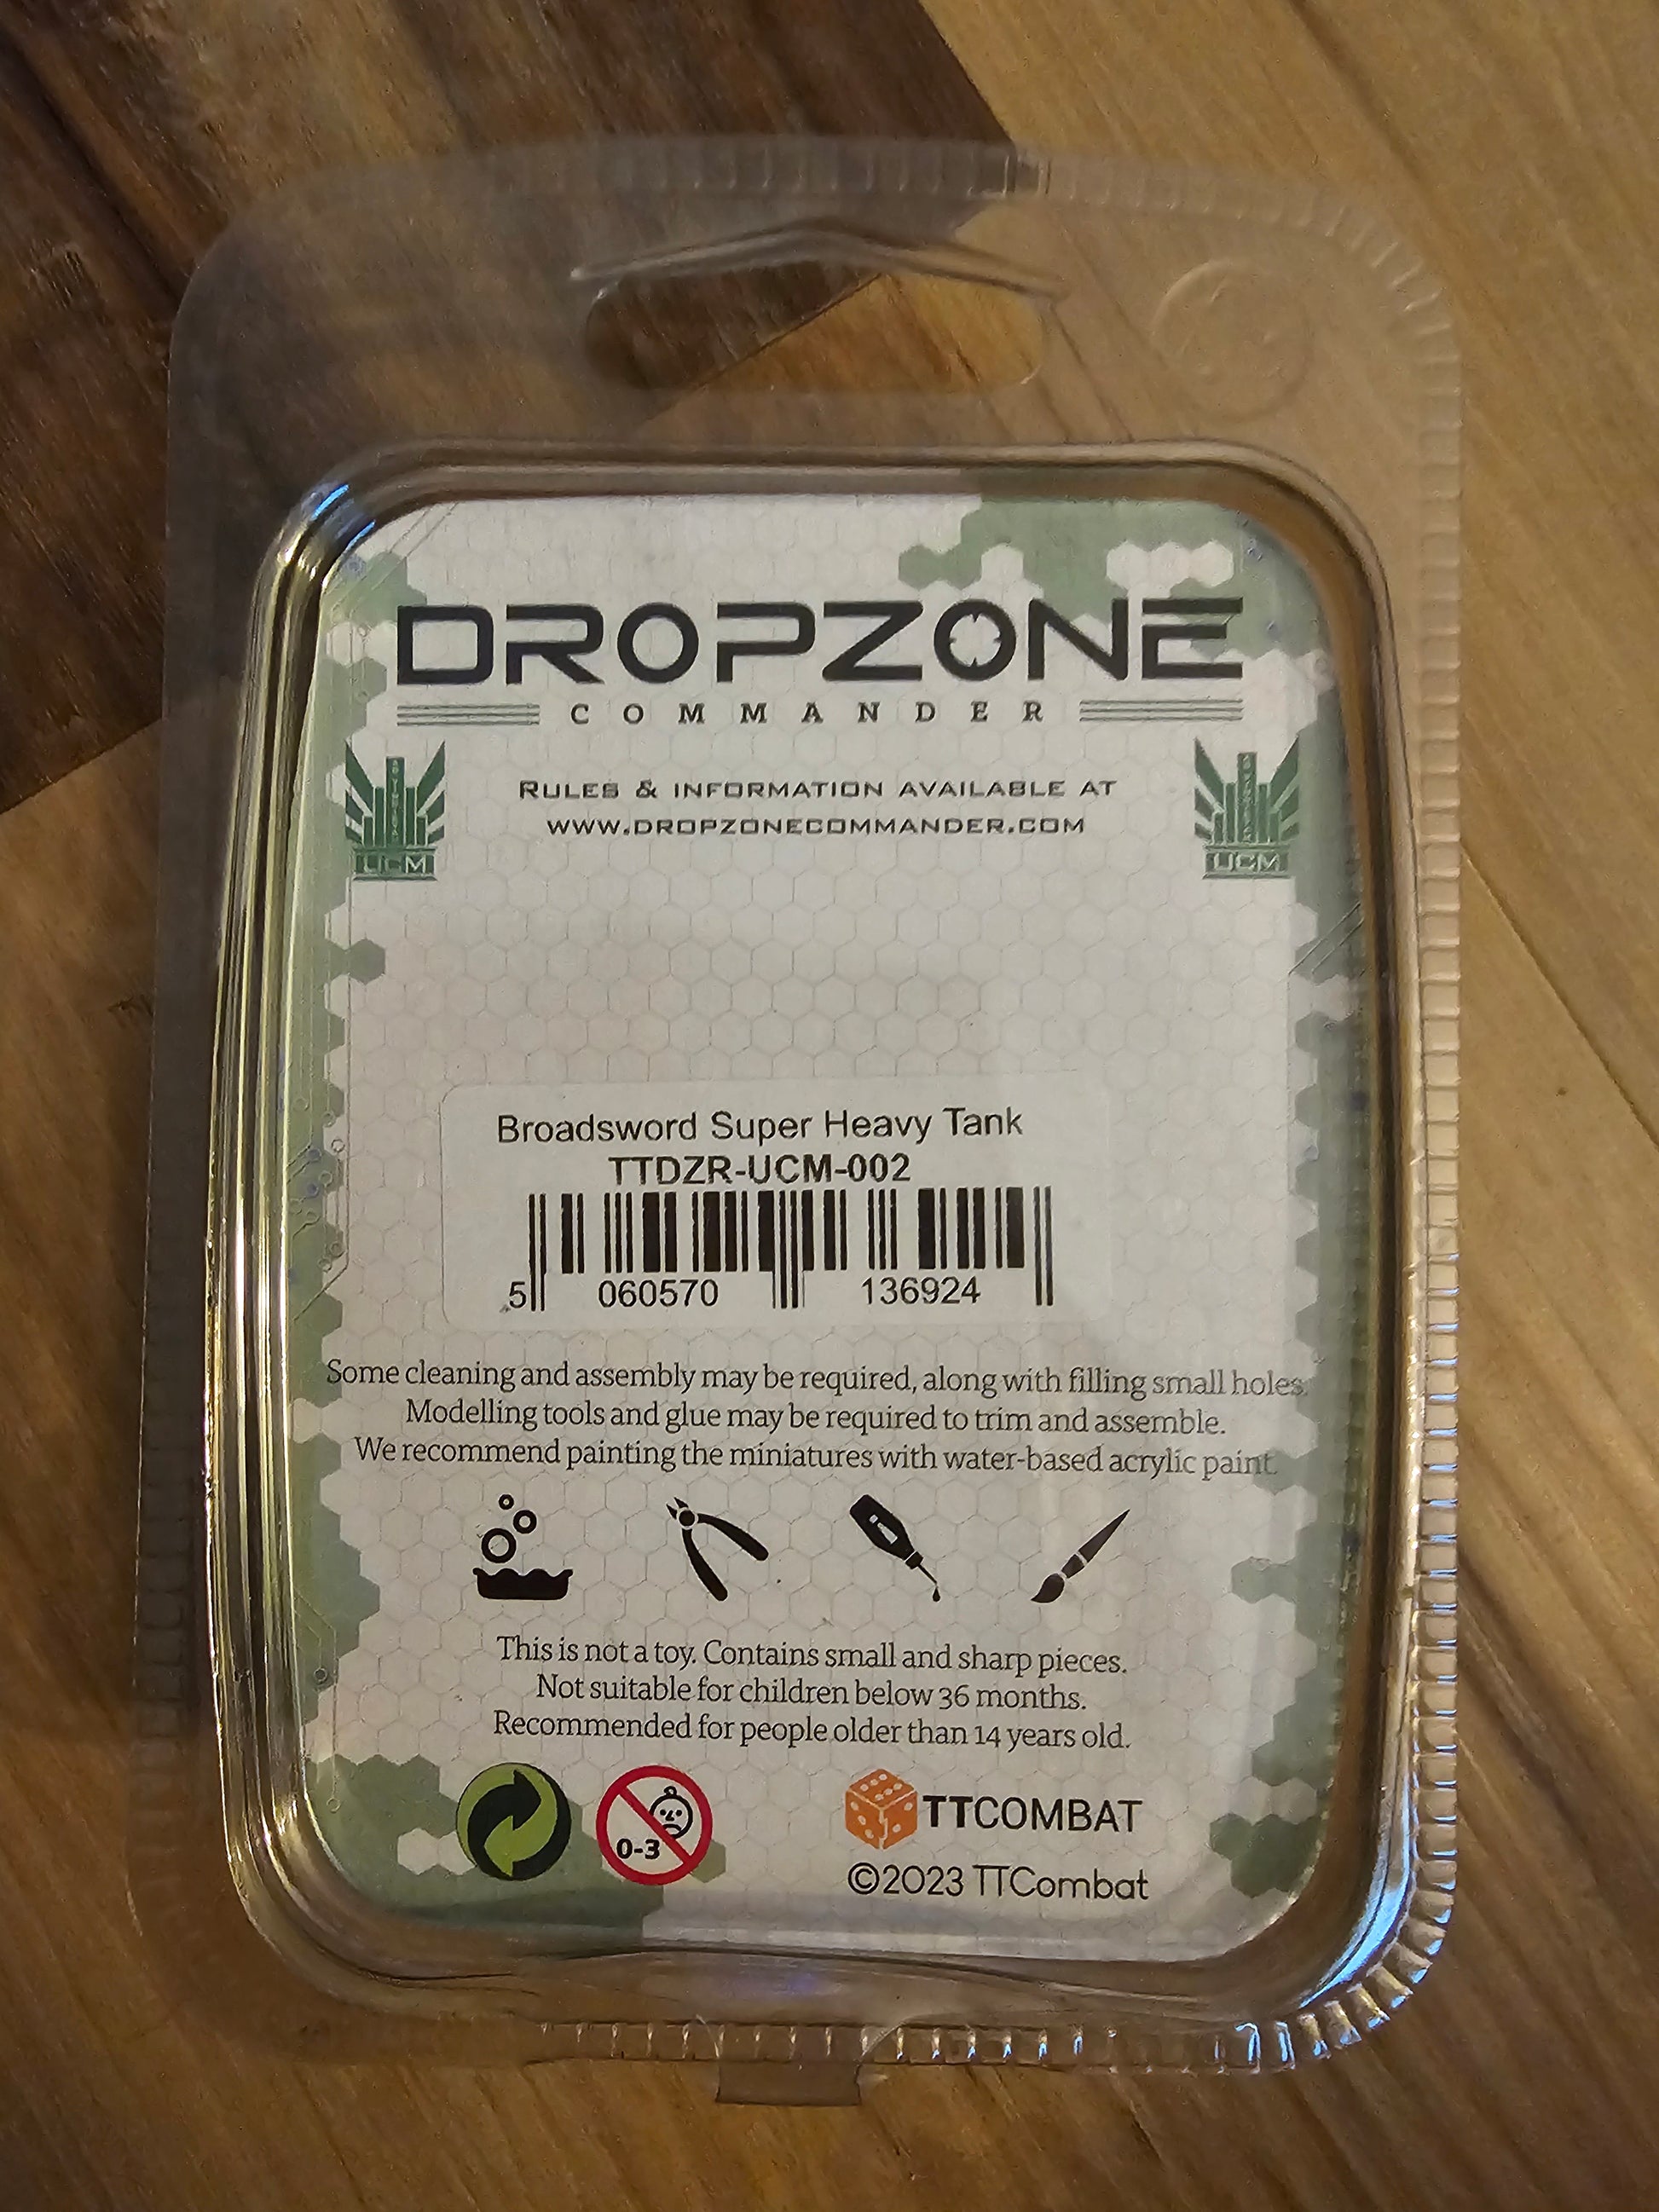 DROPZONE
COMMANDER
UCM
UCM
RULES & INFORMATION AVAILABLE AT
WWW.DROPZONECOMMANDER.COM
Broadsword Super Heavy Tank
TTDZR-UCM-002
5 060570 136924
Some cleaning and assembly may be required, along with filling small holes.
Modelling tools and glue may be required to trim and assemble.
We recommend painting the miniatures with water-based acrylic paint.
This is not a toy. Contains small and sharp pieces.
Not suitable for children below 36 months.
Recommended for people older than 14 years old.
0-3
TTCOMBAT
©2023 TTCombat